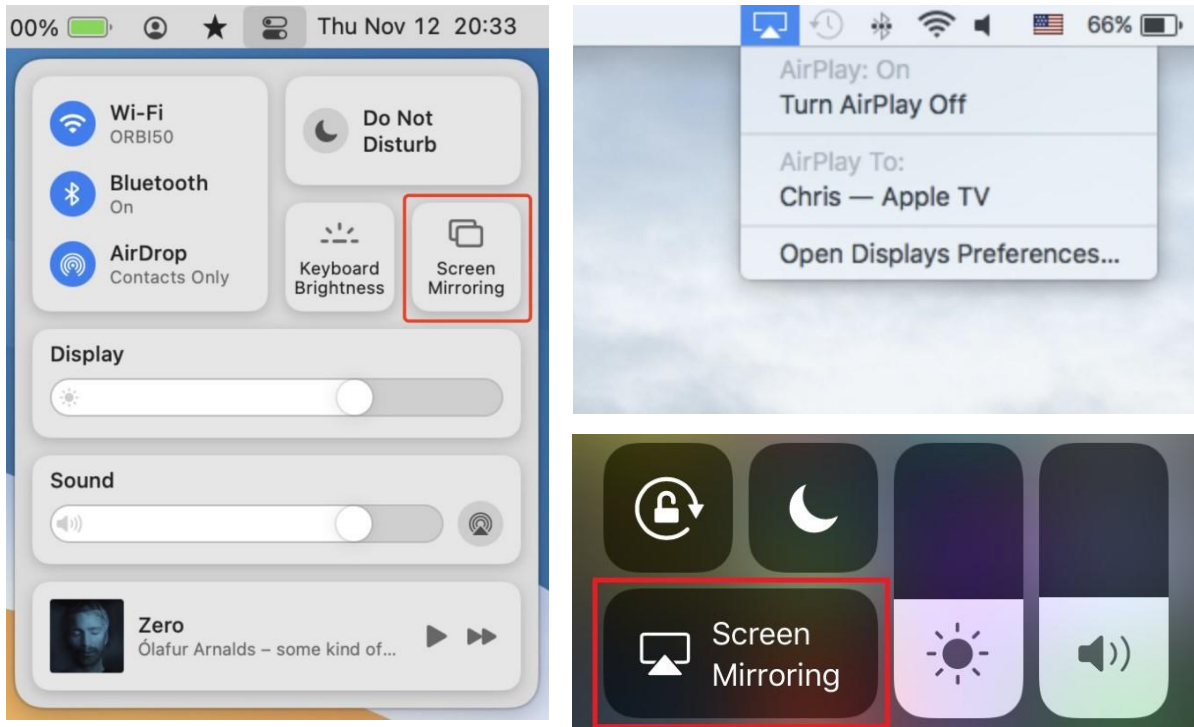 00%
Thu Nov 12 20:33
Wi-Fi
ORBI50
Bluetooth
On
AirDrop
Contacts Only
Do Not
Disturb
Keyboard
Brightness
Screen
Mirroring
Display
Sound
Zero
Ólafur Arnalds – some kind of...
66%
AirPlay: On
Turn AirPlay Off
AirPlay To:
Chris — Apple TV
Open Displays Preferences...
Screen
Mirroring